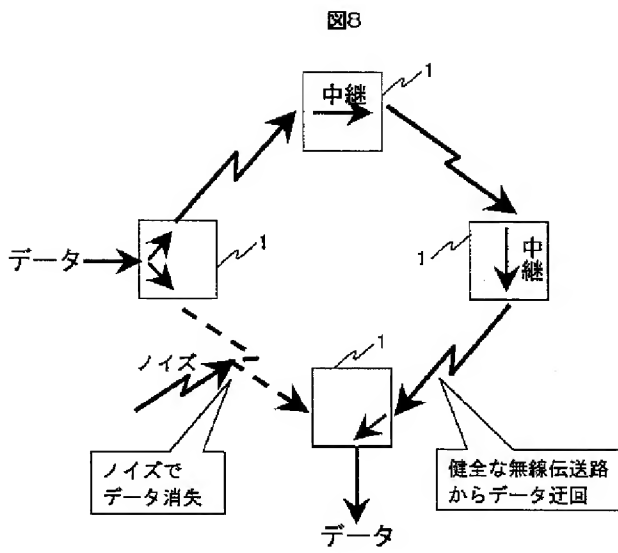 図8
1
中継
データ
1
1
中継
ノイズ
1
ノイズで
データ消失
健全な無線伝送路
からデータ迂回
データ